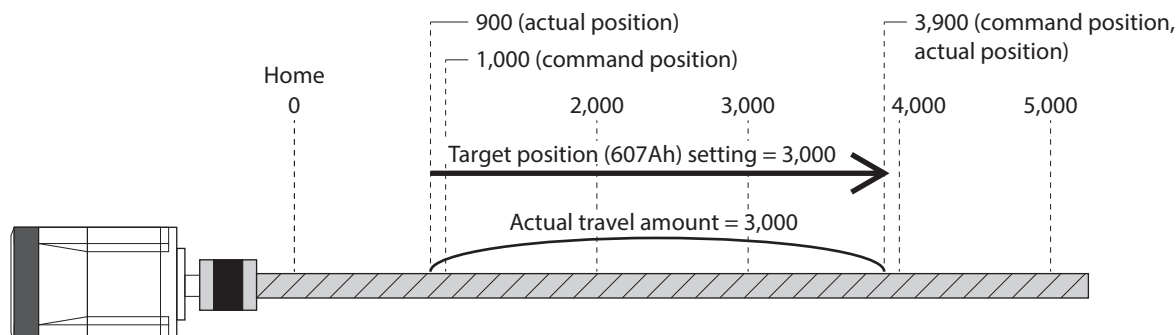 900 (actual position)
1,000 (command position)
3,900 (command position,
actual position)
Home
0
2,000
3,000
4,000
5,000
Target position (607Ah) setting = 3,000
Actual travel amount = 3,000